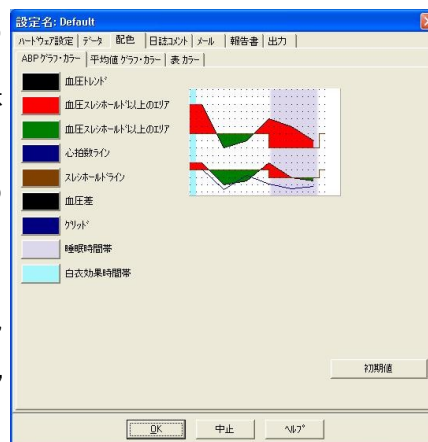 設定名: Default
ﾊｰﾄﾞｳｪｱ設定 ﾃﾞｰﾀ 配色 日誌ｺﾒﾝﾄ ﾒｰﾙ 報告書 出力
ABP ｸﾞﾗﾌ・ｶﾗｰ 平均値 ｸﾞﾗﾌ・ｶﾗｰ 表 ｶﾗｰ
血圧ﾄﾚﾝﾄﾞ
血圧ｽﾚｼﾎｰﾙﾄﾞ以上のｴﾘｱ
血圧ｽﾚｼﾎｰﾙﾄﾞ以上のｴﾘｱ
心拍数ﾗｲﾝ
ｽﾚｼﾎｰﾙﾄﾞﾗｲﾝ
血圧差
ｸﾞﾘｯﾄﾞ
睡眠時間帯
白衣効果時間帯
初期値
OK 中止 ﾍﾙﾌﾟ